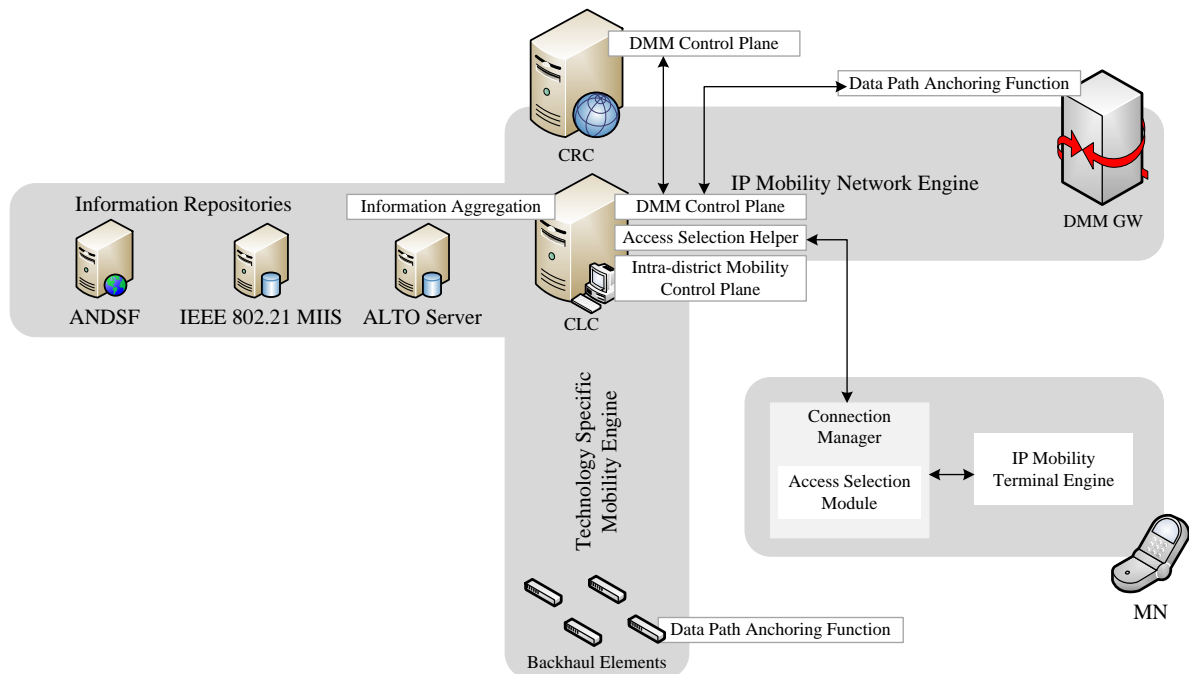 DMM Control Plane
Data Path Anchoring Function
CRC
IP Mobility Network Engine
DMM GW
Information Repositories
Information Aggregation
DMM Control Plane
Access Selection Helper
Intra-district Mobility
Control Plane
ANDSF
IEEE 802.21 MIIS
ALTO Server
CLC
Technology Specific
Mobility Engine
Connection
Manager
Access Selection
Module
IP Mobility
Terminal Engine
MN
Data Path Anchoring Function
Backhaul Elements